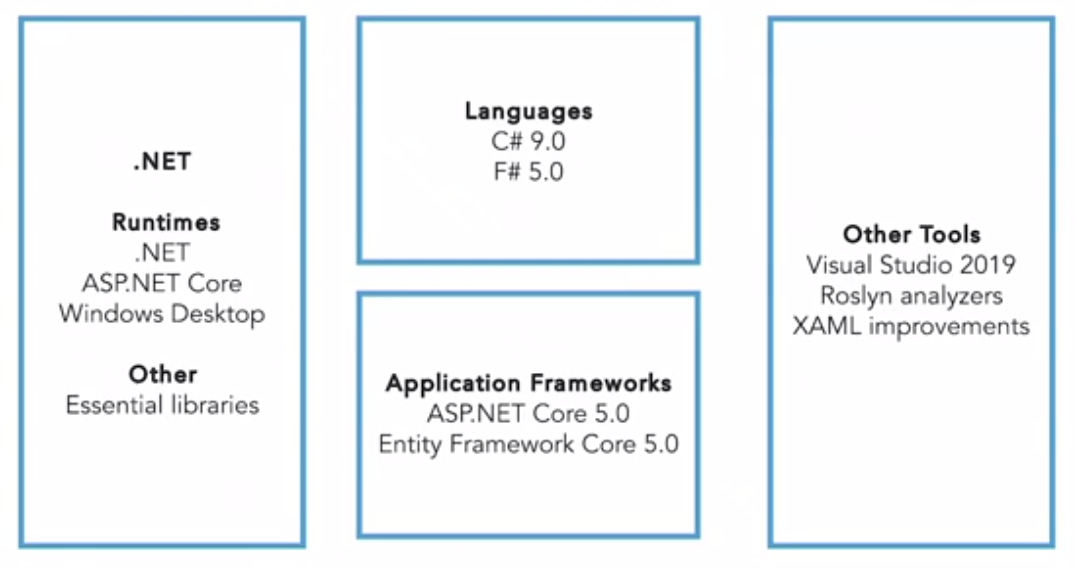 .NET
Runtimes
.NET
ASP.NET Core
Windows Desktop
Other
Essential libraries
Languages
C# 9.0
F# 5.0
Application Frameworks
ASP.NET Core 5.0
Entity Framework Core 5.0
Other Tools
Visual Studio 2019
Roslyn analyzers
XAML improvements